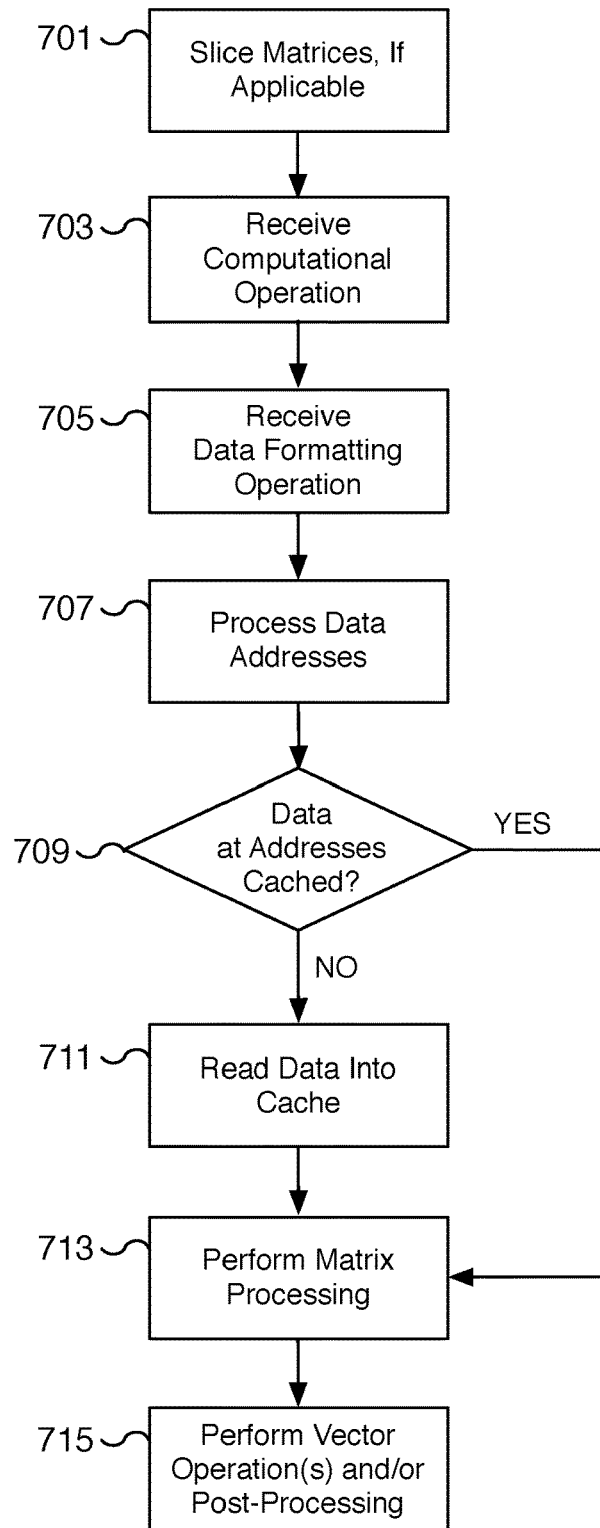 701
Slice Matrices, If
Applicable
703
Receive
Computational
Operation
705
Receive
Data Formatting
Operation
707
Process Data
Addresses
709
Data
at Addresses
Cached?
YES
NO
711
Read Data Into
Cache
713
Perform Matrix
Processing
715
Perform Vector
Operation(s) and/or
Post-Processing